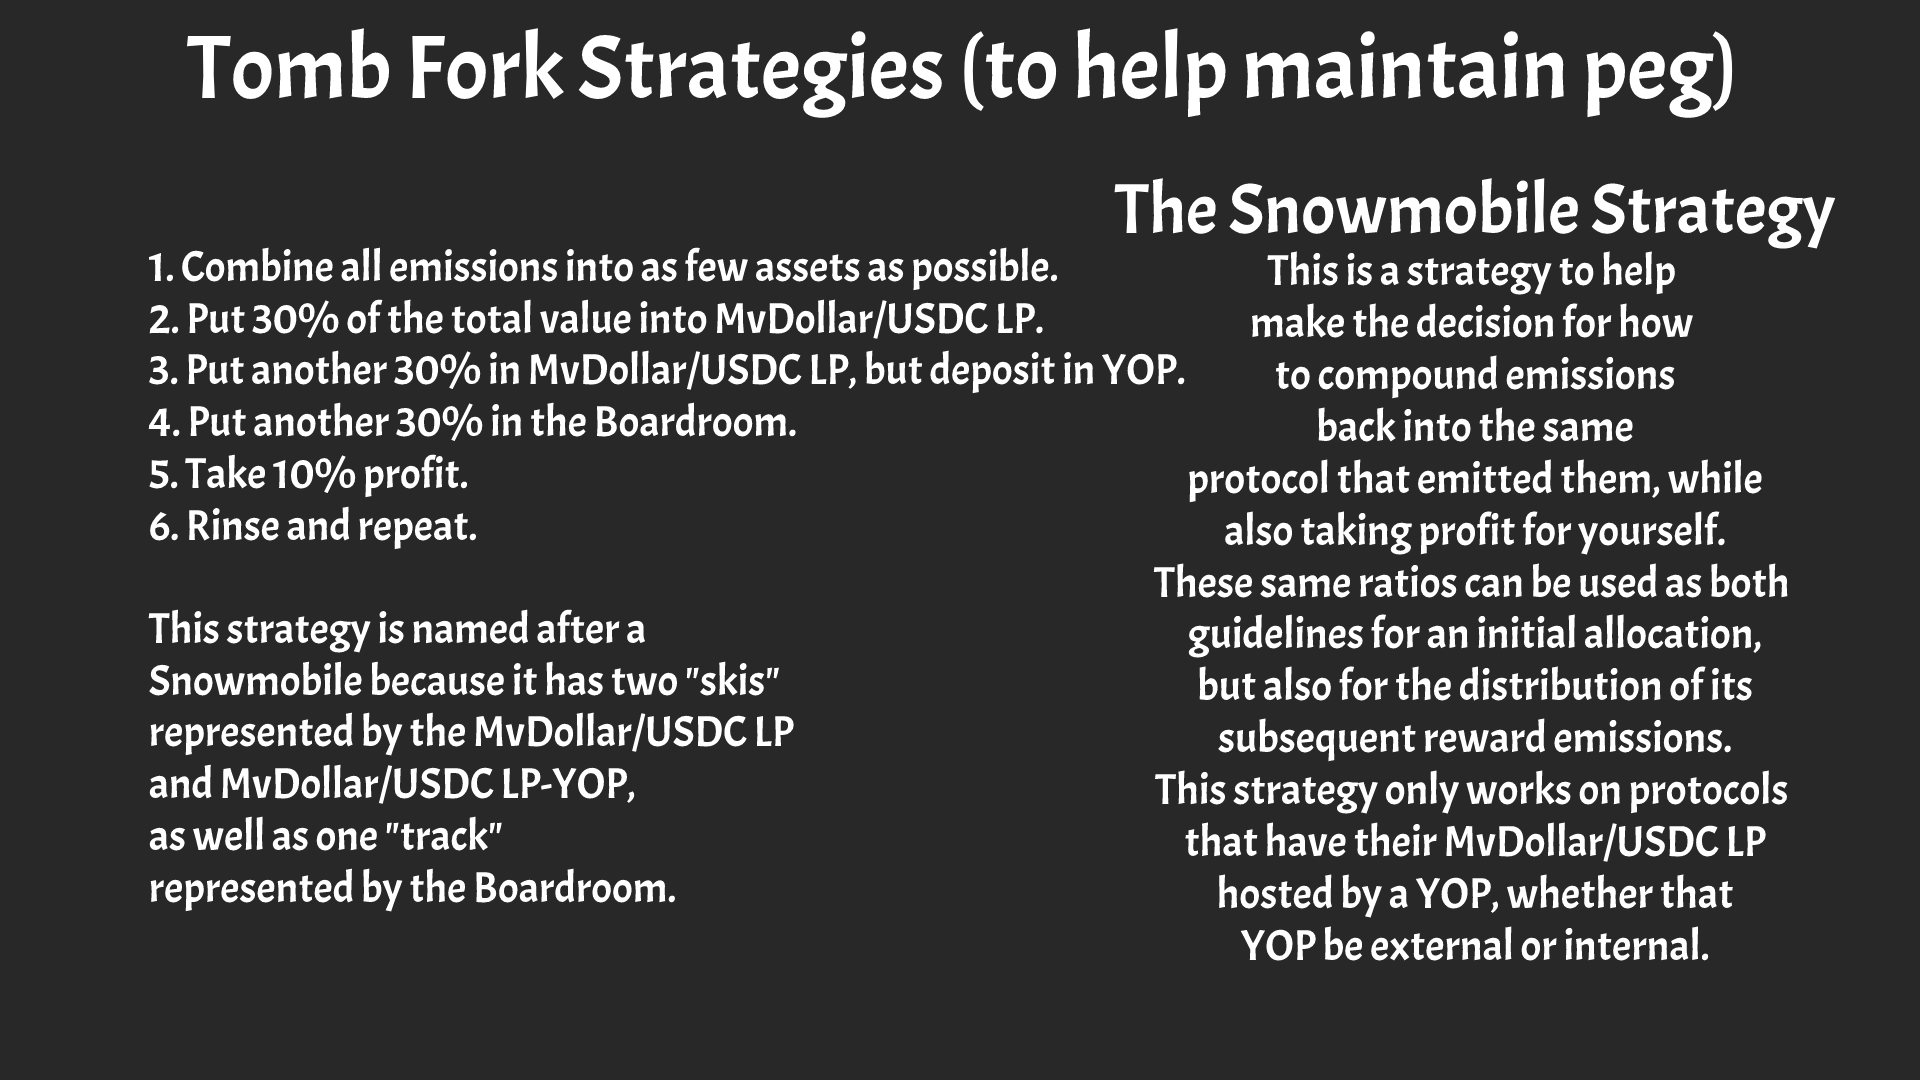 Tomb Fork Strategies (to help maintain peg)
1. Combine all emissions into as few assets as possible.
2. Put 30% of the total value into MvDollar/USDC LP.
3. Put another 30% in MvDollar/USDC LP, but deposit in YOP.
4. Put another 30% in the Boardroom.
5. Take 10% profit.
6. Rinse and repeat.
This strategy is named after a
Snowmobile because it has two "skis"
represented by the MvDollar/USDC LP
and MvDollar/USDC LP-YOP,
as well as one "track"
represented by the Boardroom.
The Snowmobile Strategy
This is a strategy to help
make the decision for how
to compound emissions
back into the same
protocol that emitted them, while
also taking profit for yourself.
These same ratios can be used as both
guidelines for an initial allocation,
but also for the distribution of its
subsequent reward emissions.
This strategy only works on protocols
that have their MvDollar/USDC LP
hosted by a YOP, whether that
YOP be external or internal.